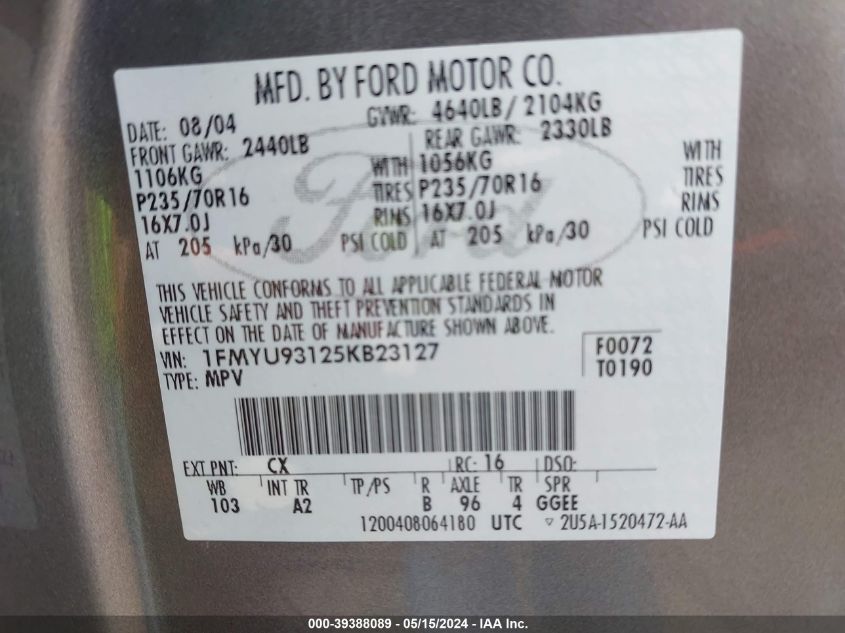 MFD. BY FORD MOTOR CO.
DATE: 08/04 GVWR: 4640LB/ 2104KG
FRONT GAWR: 2440LB REAR GAWR: 2330LB
1106KG WITH 1056KG WITH
P235/70R16 TIRES P235/70R16 TIRES
16X7.0J RIMS 16X7.0J RIMS
AT 205 kPa/30 PSI COLD AT 205 kPa/30 PSI COLD
Ford
THIS VEHICLE CONFORMS TO ALL APPLICABLE FEDERAL MOTOR
VEHICLE SAFETY AND THEFT PREVENTION STANDARDS IN
EFFECT ON THE DATE OF MANUFACTURE SHOWN ABOVE.
VIN: 1FMYU93125KB23127 F0072
TYPE: MPV T0190
EXT PNT: CX RC: 16 DSO:
WB INT TR TP/PS R AXLE TR SPR
103 A2 B 96 4 GGEE
1200408064180 UTC ▽ 2U5A-1520472-AA
000-39388089 - 05/15/2024 - IAA Inc.